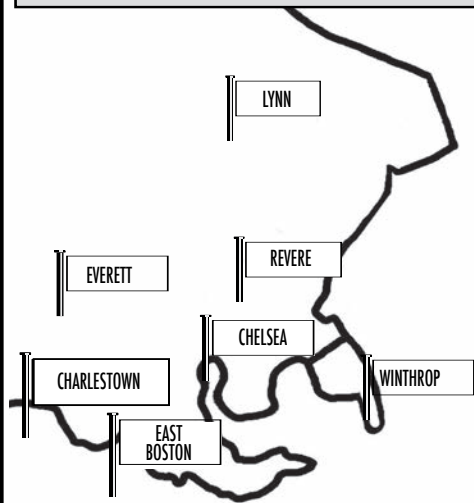 LYNN
REVERE
EVERETT
CHELSEA
WINTHROP
CHARLESTOWN
EAST
BOSTON